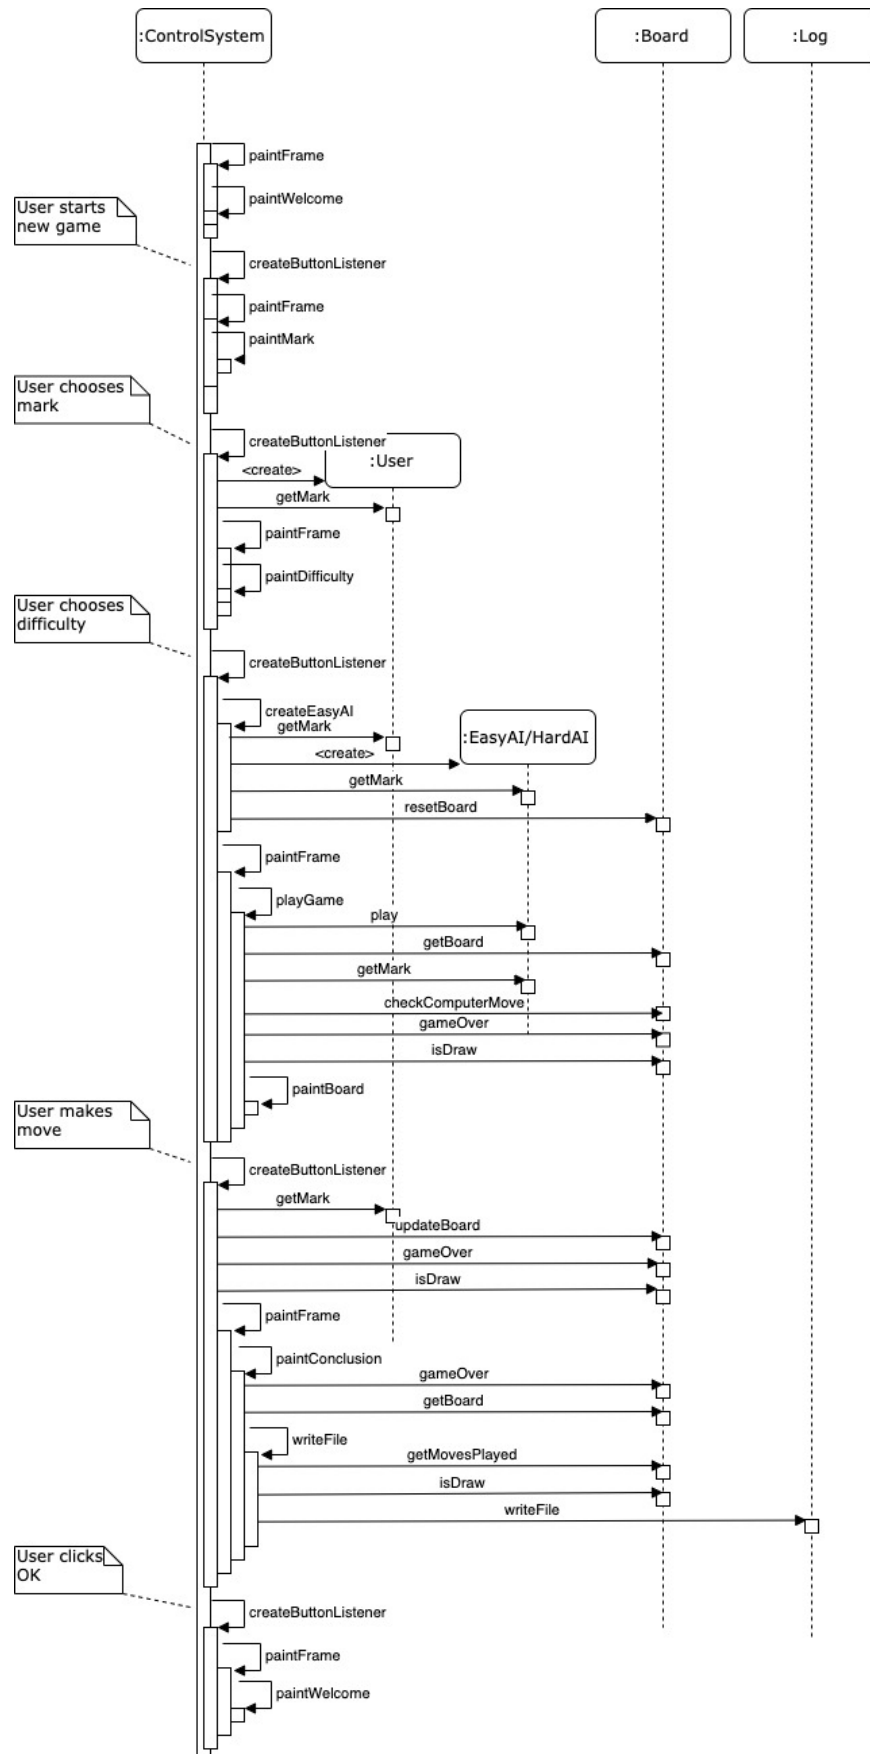 :ControlSystem
:Board
:Log
paintFrame
paintWelcome
User starts
new game
createButtonListener
paintFrame
paintMark
User chooses
mark
createButtonListener
:User
<create>
getMark
paintFrame
paintDifficulty
User chooses
difficulty
createButtonListener
createEasyAI
getMark
:EasyAI/HardAI
<create>
getMark
resetBoard
paintFrame
playGame
play
getBoard
getMark
checkComputerMove
gameOver
isDraw
paintBoard
User makes
move
createButtonListener
getMark
updateBoard
gameOver
isDraw
paintFrame
paintConclusion
gameOver
getBoard
writeFile
getMovesPlayed
isDraw
writeFile
User clicks
OK
createButtonListener
paintFrame
paintWelcome